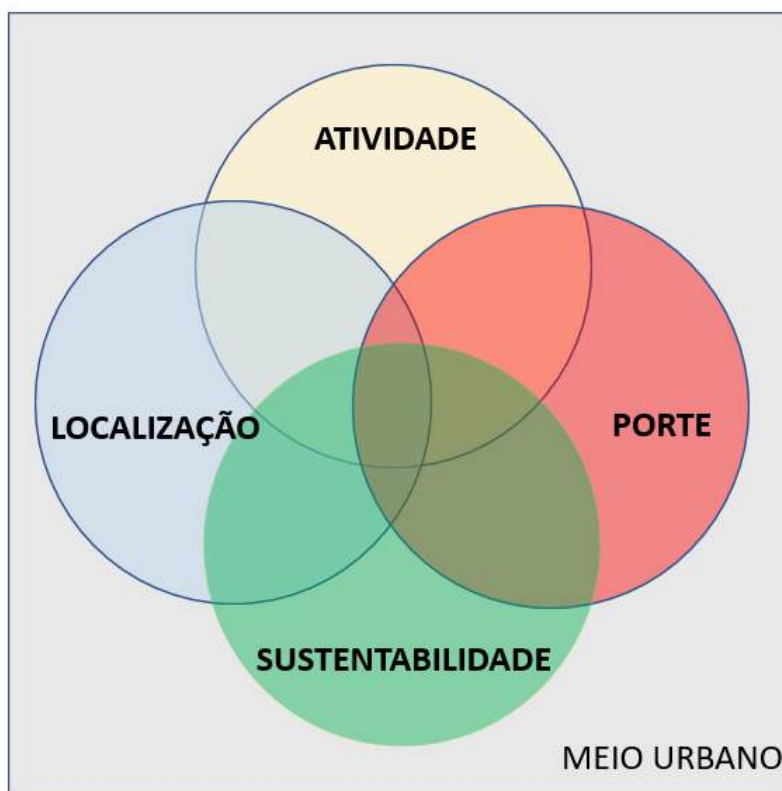 ATIVIDADE
LOCALIZAÇÃO
PORTE
SUSTENTABILIDADE
MEIO URBANO